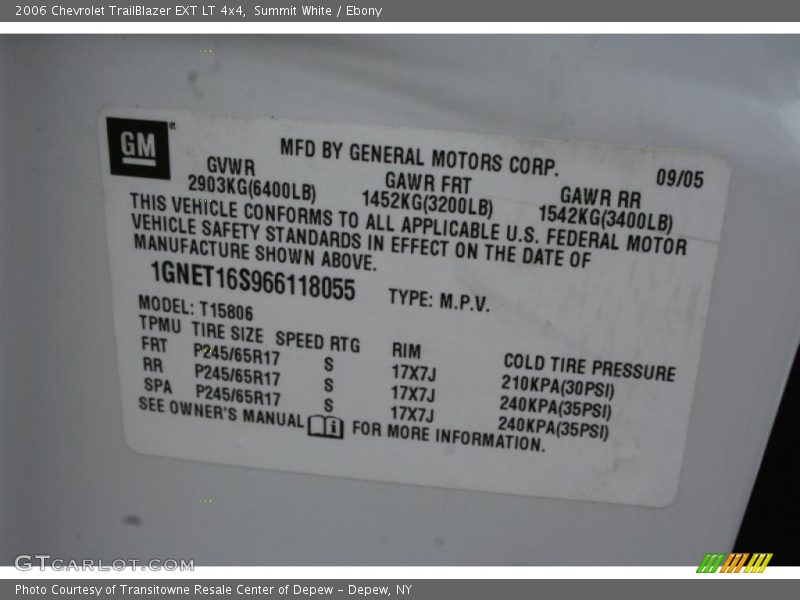 2006 Chevrolet TrailBlazer EXT LT 4x4, Summit White / Ebony
GM®
MFD BY GENERAL MOTORS CORP.
09/05
GVWR GAWR FRT GAWR RR
2903KG(6400LB) 1452KG(3200LB) 1542KG(3400LB)
THIS VEHICLE CONFORMS TO ALL APPLICABLE U.S. FEDERAL MOTOR
VEHICLE SAFETY STANDARDS IN EFFECT ON THE DATE OF
MANUFACTURE SHOWN ABOVE.
1GNET16S966118055 TYPE: M.P.V.
MODEL: T15806
TPMU TIRE SIZE SPEED RTG RIM COLD TIRE PRESSURE
FRT P245/65R17 S 17X7J 210KPA(30PSI)
RR P245/65R17 S 17X7J 240KPA(35PSI)
SPA P245/65R17 S 17X7J 240KPA(35PSI)
SEE OWNER'S MANUAL i FOR MORE INFORMATION.
GTCARLOT.COM
Photo Courtesy of Transitowne Resale Center of Depew – Depew, NY